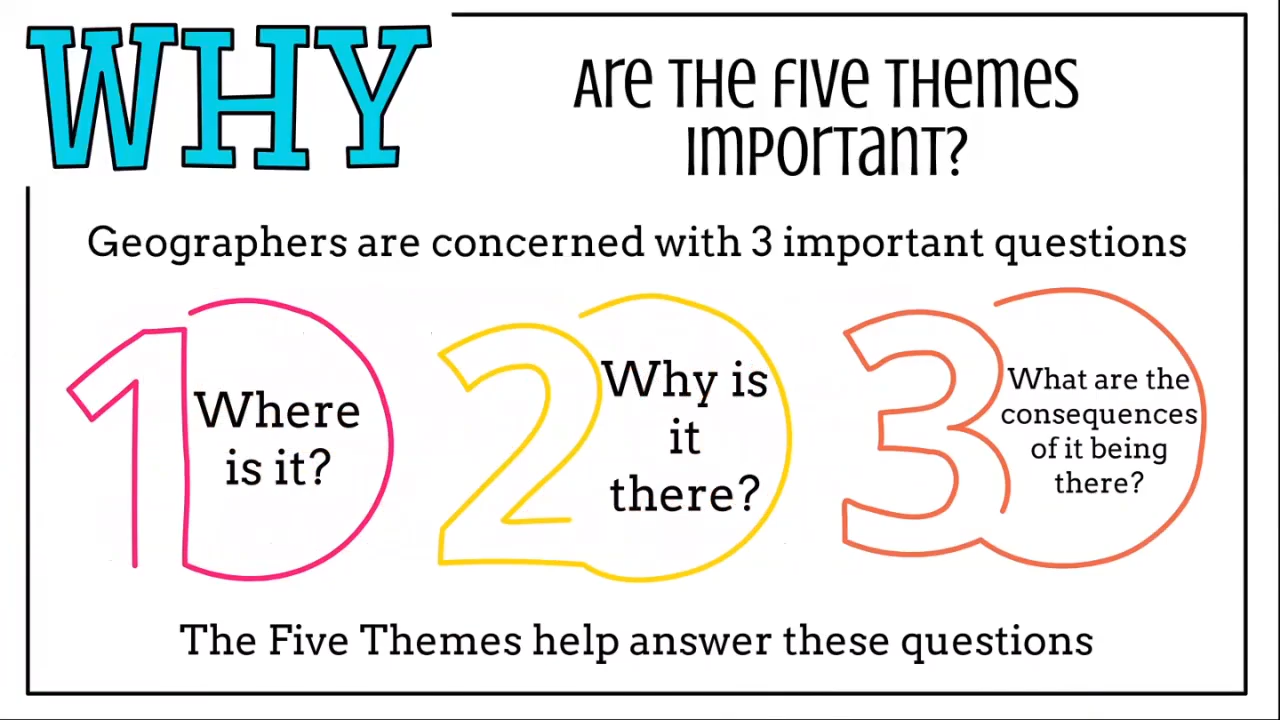 WHY
Are THE FIVE THEMES
IMPORTANT?
Geographers are concerned with 3 important questions
1
Where
is it?
2
Why is
it
there?
3
What are the
consequences
of it being
there?
The Five Themes help answer these questions